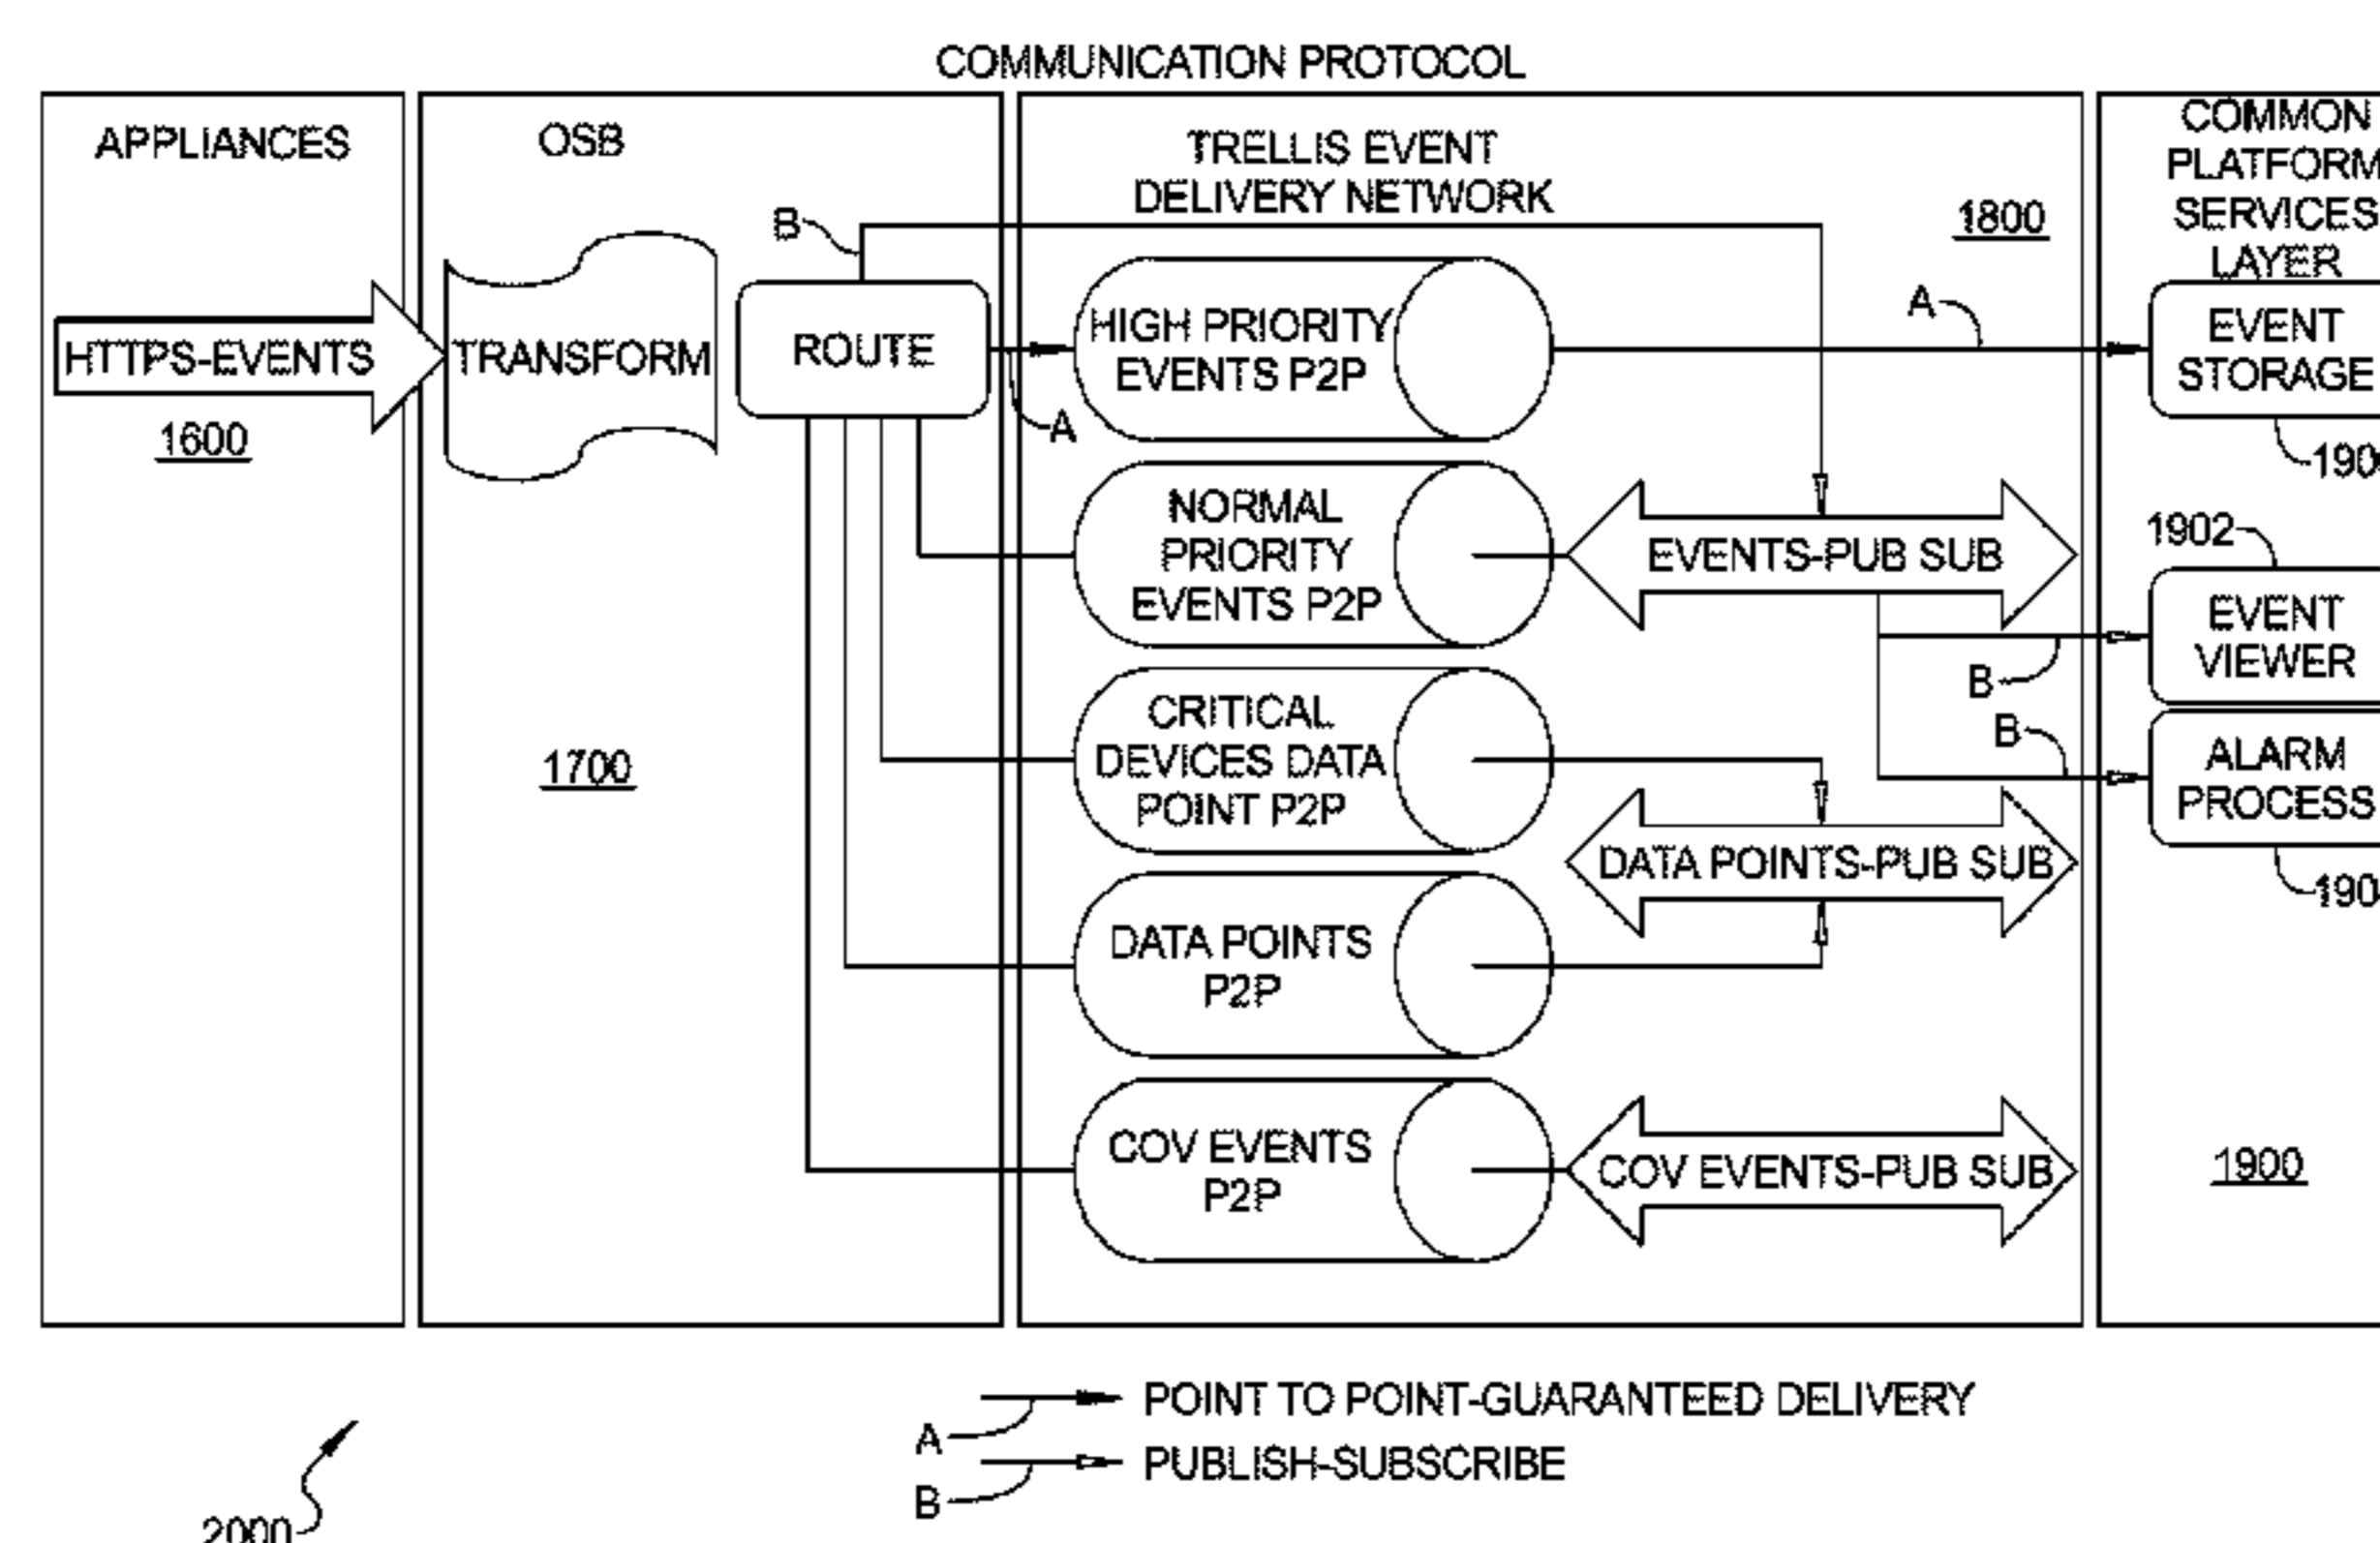 COMMUNICATION PROTOCOL
APPLIANCES
OSB
TRELLIS EVENT
DELIVERY NETWORK
COMMON
PLATFORM
SERVICES
LAYER
1800
B
HTTPS-EVENTS
1600
TRANSFORM
ROUTE
A
HIGH PRIORITY
EVENTS P2P
A
EVENT
STORAGE
NORMAL
PRIORITY
EVENTS P2P
EVENTS-PUB SUB
1902
EVENT
VIEWER
B
B
1700
CRITICAL
DEVICES DATA
POINT P2P
DATA POINTS-PUB SUB
ALARM
PROCESS
DATA POINTS
P2P
COV EVENTS
P2P
COV EVENTS-PUB SUB
1900
A
POINT TO POINT-GUARANTEED DELIVERY
B
PUBLISH-SUBSCRIBE
2000